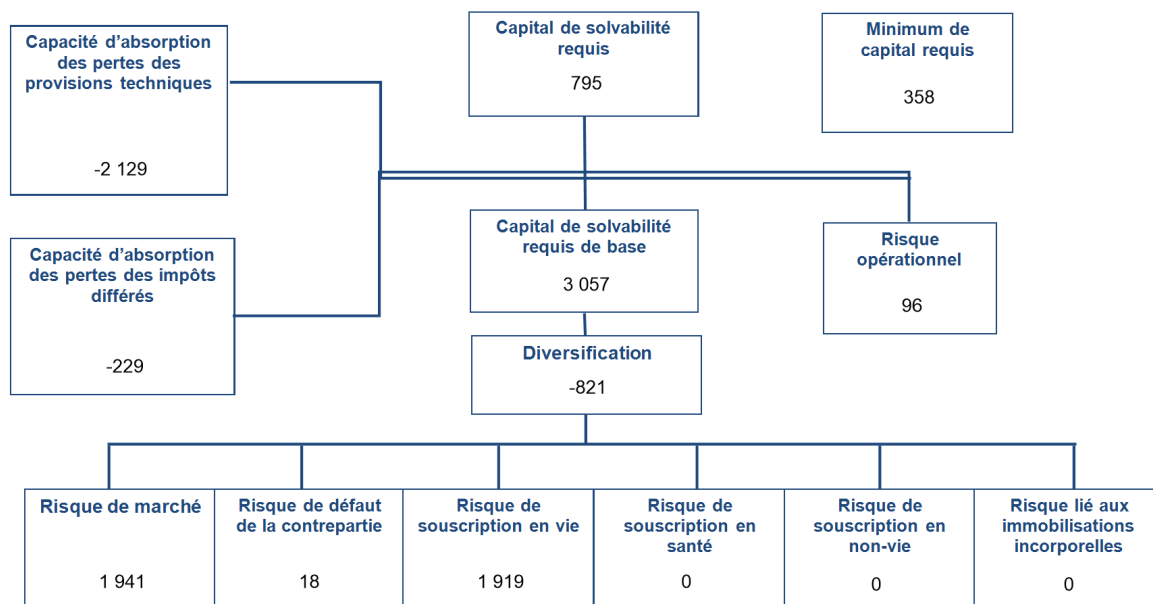 Capacité d’absorption
des pertes des
provisions techniques
-2 129
Capital de solvabilité
requis
795
Minimum de
capital requis
358
Capacité d’absorption
des pertes des impôts
différés
-229
Capital de solvabilité
requis de base
3 057
Risque
opérationnel
96
Diversification
-821
Risque de marché
1 941
Risque de défaut
de la contrepartie
18
Risque de
souscription en vie
1 919
Risque de
souscription en
santé
0
Risque de
souscription en
non-vie
0
Risque lié aux
immobilisations
incorporelles
0